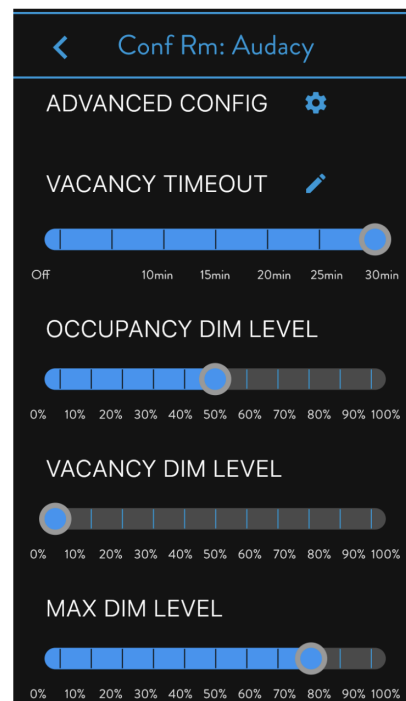 Conf Rm: Audacy
ADVANCED CONFIG
VACANCY TIMEOUT
Off 10min 15min 20min 25min 30min
OCCUPANCY DIM LEVEL
0% 10% 20% 30% 40% 50% 60% 70% 80% 90% 100%
VACANCY DIM LEVEL
0% 10% 20% 30% 40% 50% 60% 70% 80% 90% 100%
MAX DIM LEVEL
0% 10% 20% 30% 40% 50% 60% 70% 80% 90% 100%